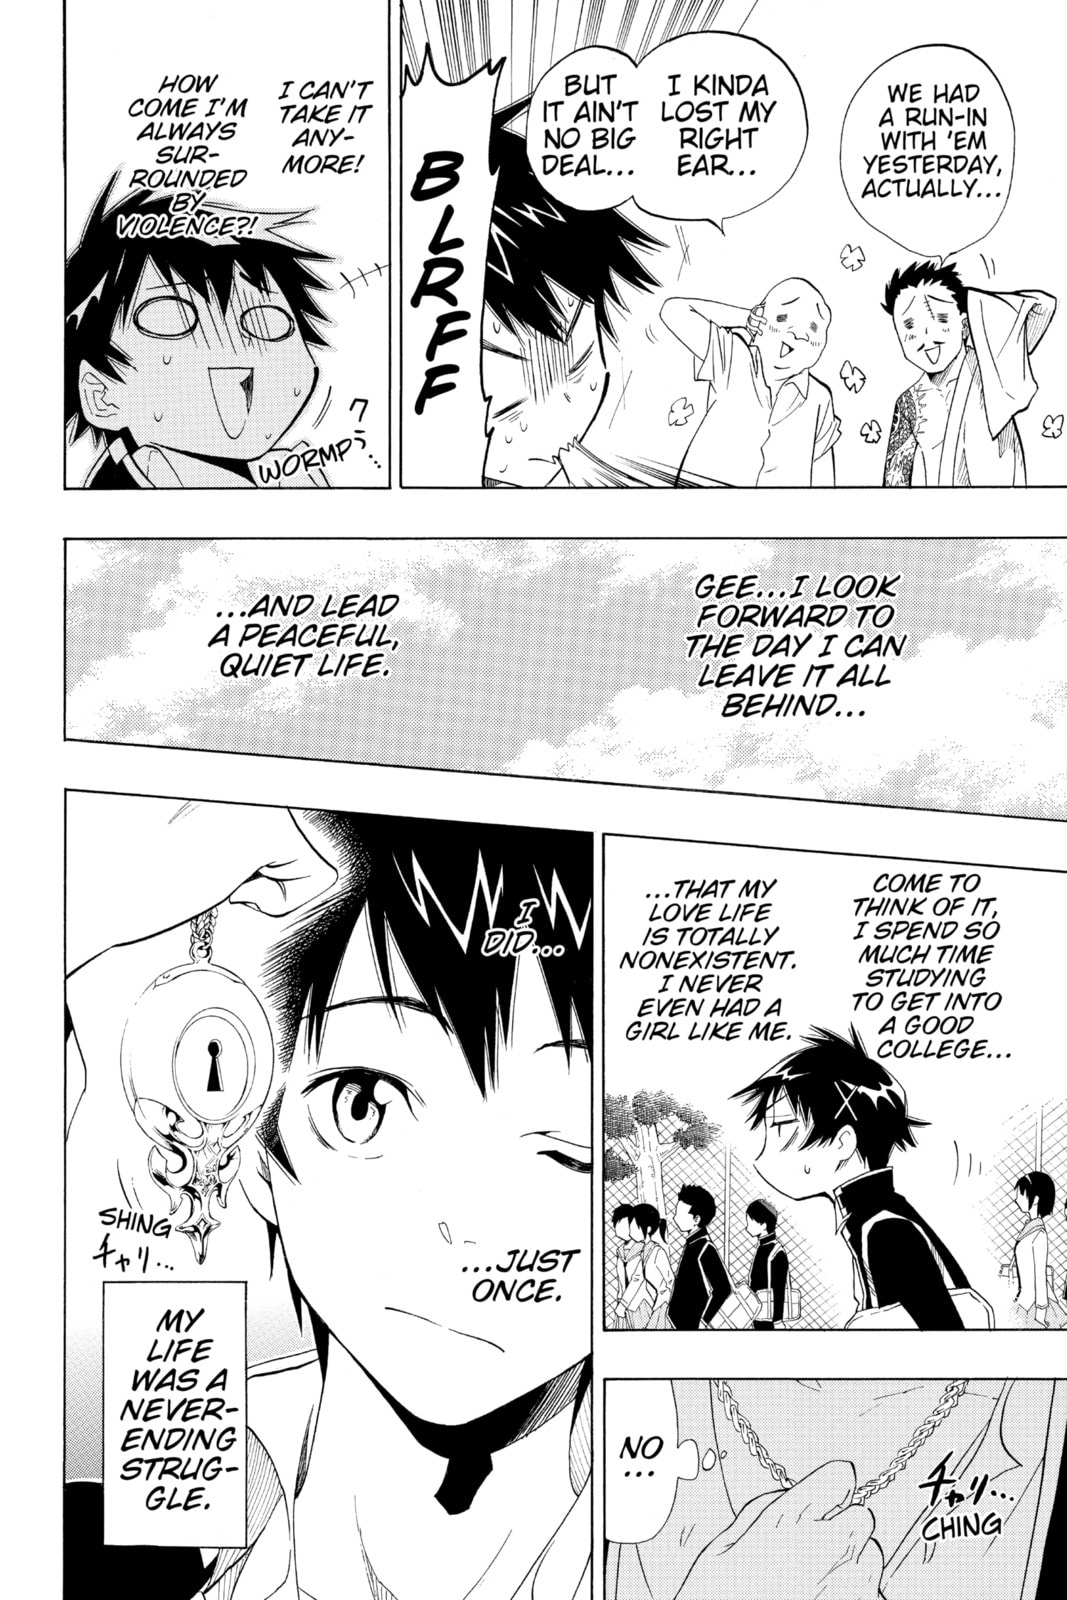 WE HAD
A RUN-IN
WITH 'EM
YESTERDAY,
ACTUALLY...
I KINDA
LOST MY
RIGHT
EAR...
BUT
IT AIN'T
NO BIG
DEAL...
BLRFF
I CAN'T
TAKE IT
ANY-
MORE!
HOW
COME I'M
ALWAYS
SUR-
ROUNDED
BY
VIOLENCE?!
WORMP
GEE...I LOOK
FORWARD TO
THE DAY I CAN
LEAVE IT ALL
BEHIND...
...AND LEAD
A PEACEFUL,
QUIET LIFE.
COME TO
THINK OF IT,
I SPEND SO
MUCH TIME
STUDYING
TO GET INTO
A GOOD
COLLEGE...
...THAT MY
LOVE LIFE
IS TOTALLY
NONEXISTENT.
I NEVER
EVEN HAD A
GIRL LIKE ME.
NO
...
チャリ...
CHING
I
DID...
...JUST
ONCE.
SHING
チャリ...
MY
LIFE
WAS A
NEVER-
ENDING
STRUG-
GLE.